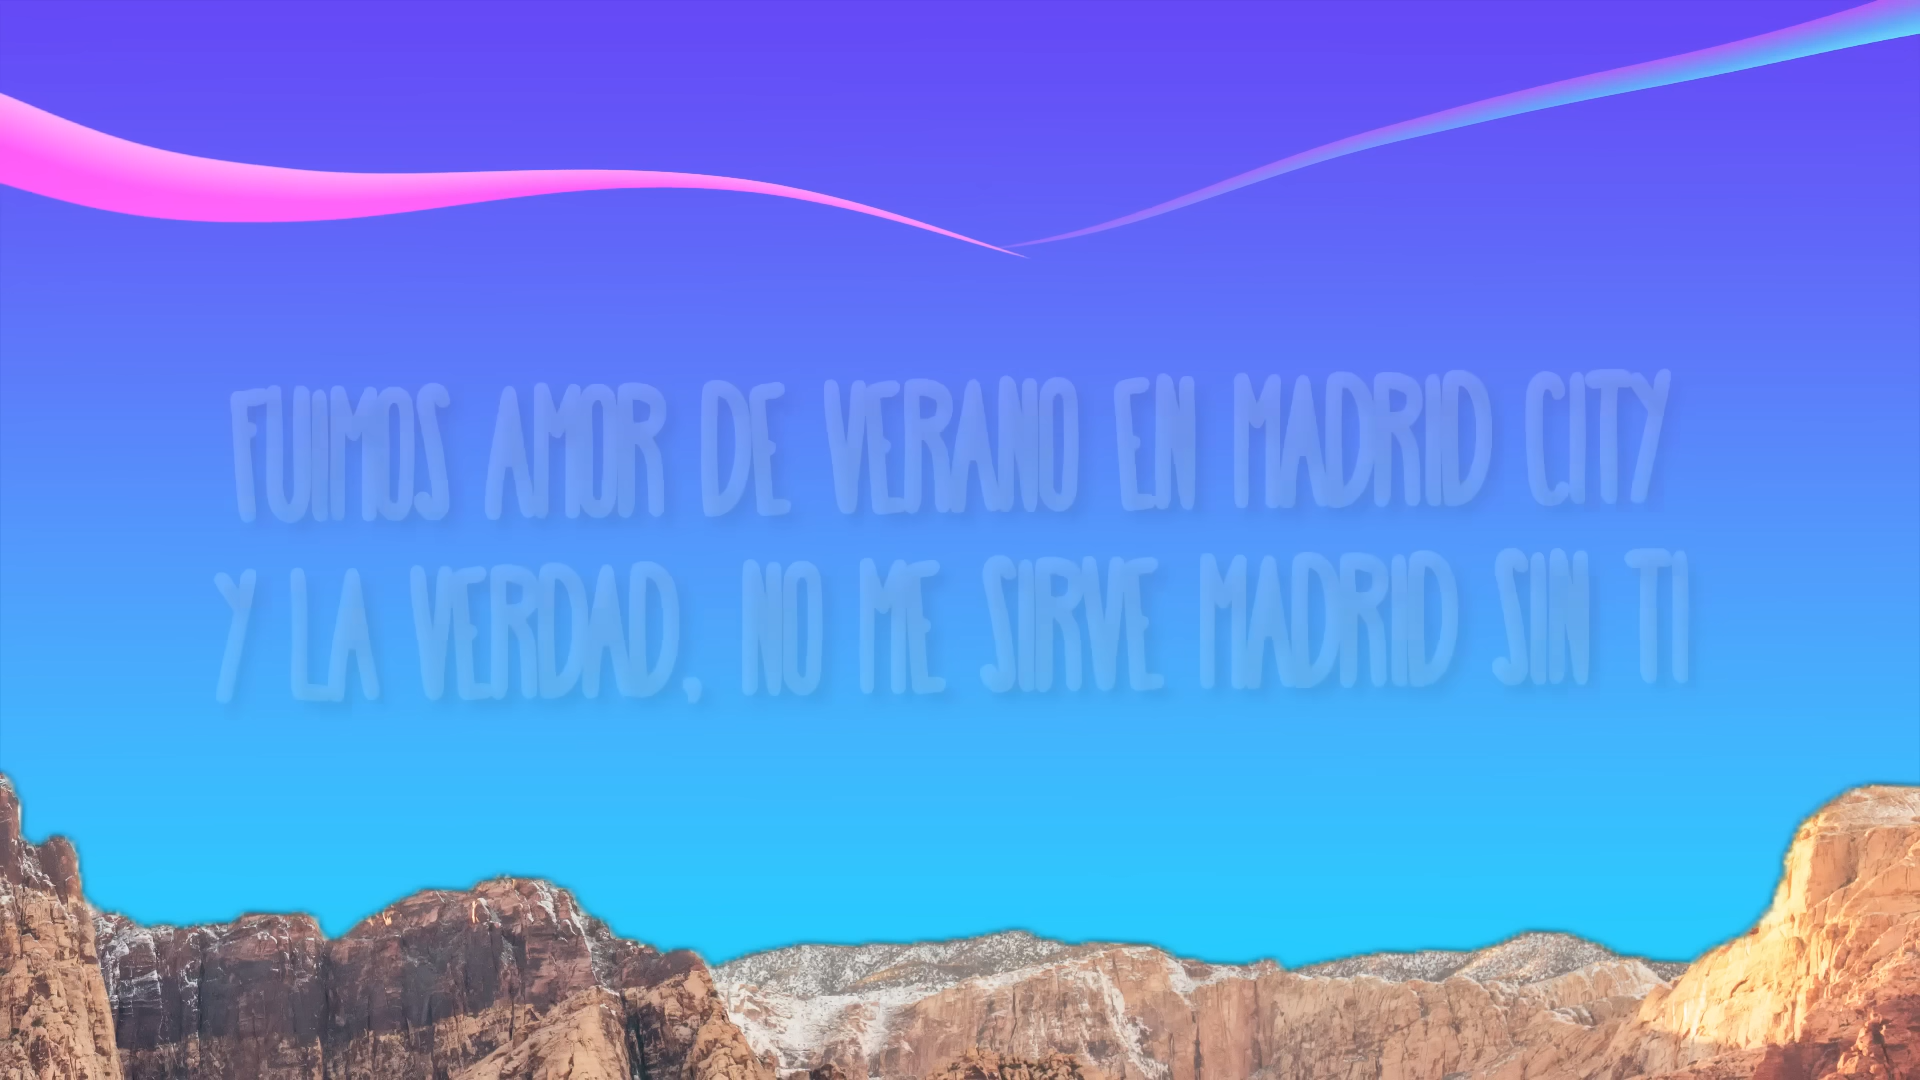 FUIMOS AMOR DE VERANO EN MADRID CITY
Y LA VERDAD, NO ME SIRVE MADRID SIN TI